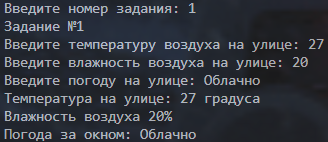 Введите номер задания: 1
Задание №1
Введите температуру воздуха на улице: 27
Введите влажность воздуха на улице: 20
Введите погоду на улице: Облачно
Температура на улице: 27 градуса
Влажность воздуха 20%
Погода за окном: Облачно